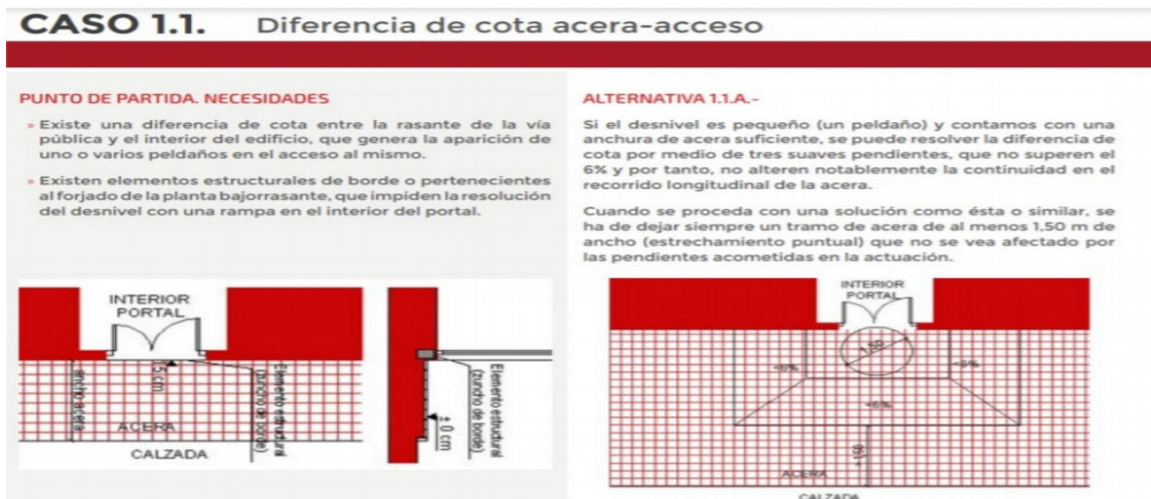 CASO 1.1. Diferencia de cota acera-acceso
PUNTO DE PARTIDA. NECESIDADES
» Existe una diferencia de cota entre la rasante de la vía
pública y el interior del edificio, que genera la aparición de
uno o varios peldaños en el acceso al mismo.
» Existen elementos estructurales de borde o pertenecientes
al forjado de la planta bajorrasante, que impiden la resolución
del desnivel con una rampa en el interior del portal.
INTERIOR
PORTAL
15 cm
ancho acera
Elemento estructural
(zuncho de borde)
ACERA
CALZADA
Elemento estructural
(zuncho de borde)
± 0 cm
ALTERNATIVA 1.1.A.-
Si el desnivel es pequeño (un peldaño) y contamos con una
anchura de acera suficiente, se puede resolver la diferencia de
cota por medio de tres suaves pendientes, que no superen el
6% y por tanto, no alteren notablemente la continuidad en el
recorrido longitudinal de la acera.
Cuando se proceda con una solución como ésta o similar, se
ha de dejar siempre un tramo de acera de al menos 1,50 m de
ancho (estrechamiento puntual) que no se vea afectado por
las pendientes acometidas en la actuación.
INTERIOR
PORTAL
1,50
<6%
<6%
<6%
ACERA
CALZADA